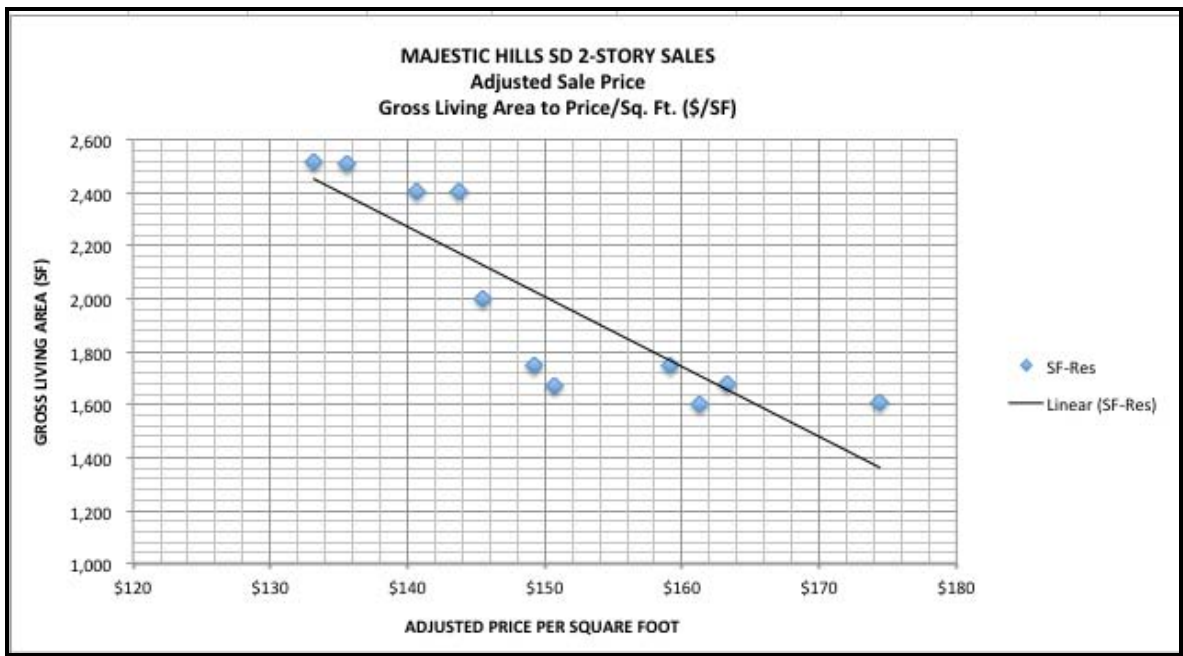 MAJESTIC HILLS SD 2-STORY SALES
Adjusted Sale Price
Gross Living Area to Price/Sq. Ft. ($/SF)
2,600
2,400
2,200
2,000
1,800
1,600
1,400
1,200
1,000
GROSS LIVING AREA (SF)
$120 $130 $140 $150 $160 $170 $180
ADJUSTED PRICE PER SQUARE FOOT
SF-Res
Linear (SF-Res)